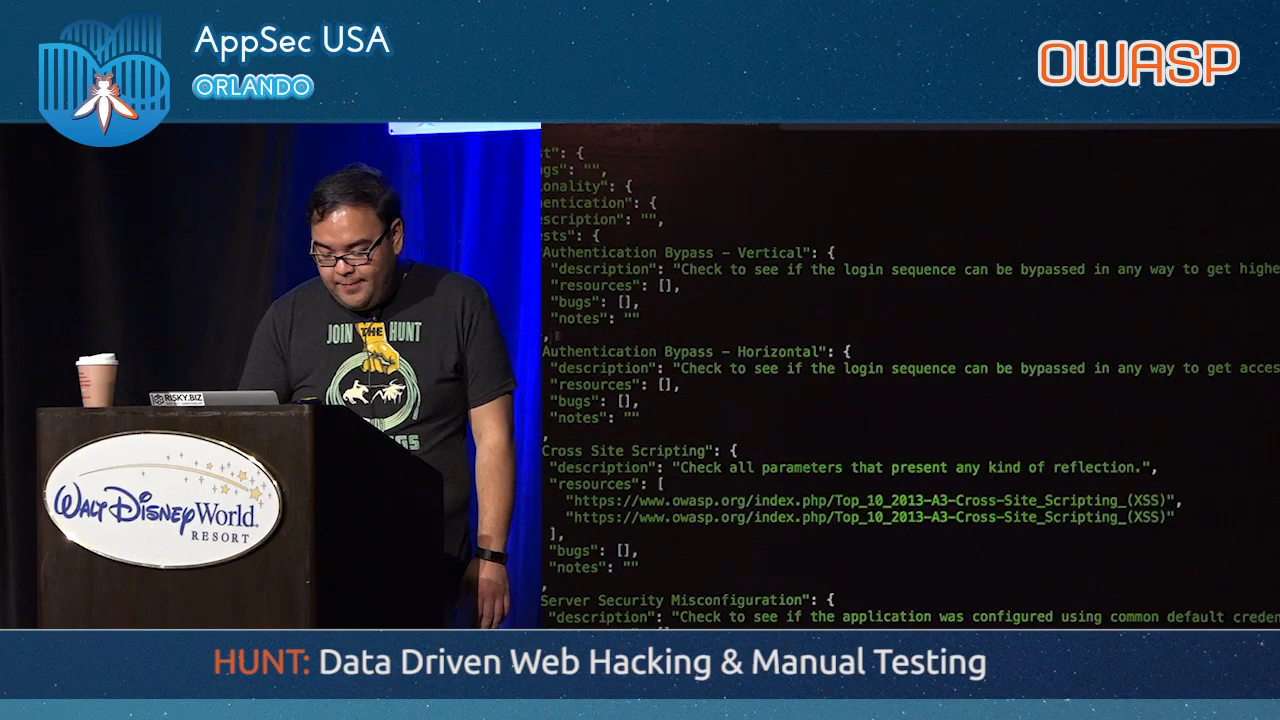 AppSec USA
ORLANDO
OWASP
JOIN THE HUNT
RISKY.BIZ
WALT DISNEY World®
RESORT
t": {
gs": "",
ionality": {
entication": {
scription": "",
sts": {
Authentication Bypass – Vertical": {
"description": "Check to see if the login sequence can be bypassed in any way to get highe
"resources": [],
"bugs": [],
"notes": ""
,
Authentication Bypass – Horizontal": {
"description": "Check to see if the login sequence can be bypassed in any way to get acces
"resources": [],
"bugs": [],
"notes": ""
,
Cross Site Scripting": {
"description": "Check all parameters that present any kind of reflection.",
"resources": [
"https://www.owasp.org/index.php/Top_10_2013-A3-Cross-Site_Scripting_(XSS)",
"https://www.owasp.org/index.php/Top_10_2013-A3-Cross-Site_Scripting_(XSS)"
],
"bugs": [],
"notes": ""
,
Server Security Misconfiguration": {
"description": "Check to see if the application was configured using common default creden
HUNT: Data Driven Web Hacking & Manual Testing